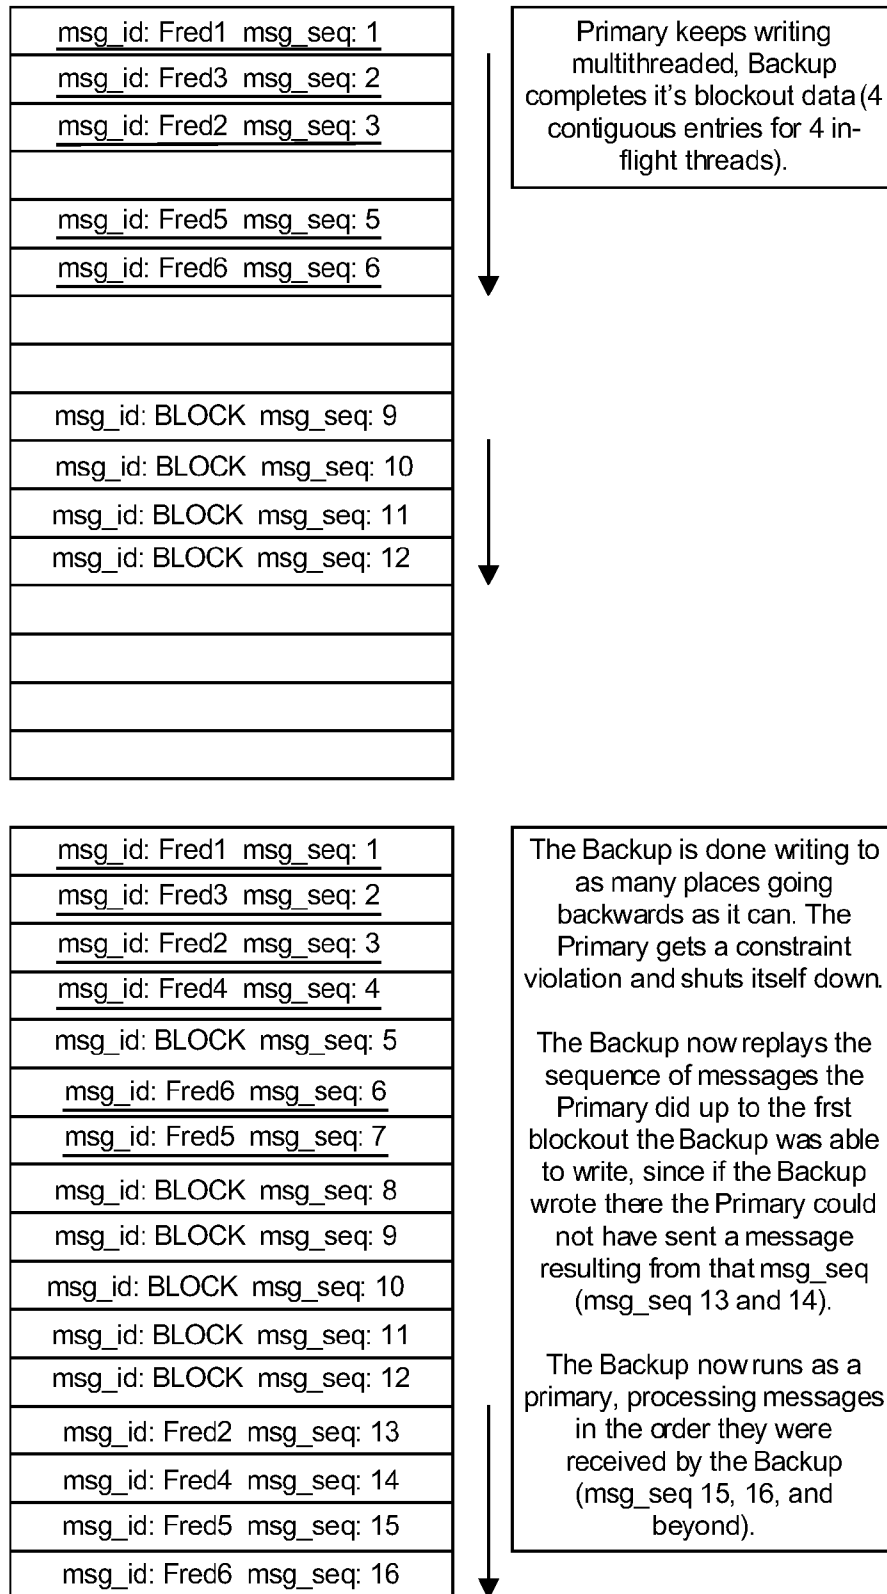 msg_id: Fred1 msg_seq: 1
msg_id: Fred3 msg_seq: 2
msg_id: Fred2 msg_seq: 3
msg_id: Fred5 msg_seq: 5
msg_id: Fred6 msg_seq: 6
msg_id: BLOCK msg_seq: 9
msg_id: BLOCK msg_seq: 10
msg_id: BLOCK msg_seq: 11
msg_id: BLOCK msg_seq: 12
Primary keeps writing
multithreaded, Backup
completes it's blockout data (4
contiguous entries for 4 in-
flight threads).
msg_id: Fred1 msg_seq: 1
msg_id: Fred3 msg_seq: 2
msg_id: Fred2 msg_seq: 3
msg_id: Fred4 msg_seq: 4
msg_id: BLOCK msg_seq: 5
msg_id: Fred6 msg_seq: 6
msg_id: Fred5 msg_seq: 7
msg_id: BLOCK msg_seq: 8
msg_id: BLOCK msg_seq: 9
msg_id: BLOCK msg_seq: 10
msg_id: BLOCK msg_seq: 11
msg_id: BLOCK msg_seq: 12
msg_id: Fred2 msg_seq: 13
msg_id: Fred4 msg_seq: 14
msg_id: Fred5 msg_seq: 15
msg_id: Fred6 msg_seq: 16
The Backup is done writing to
as many places going
backwards as it can. The
Primary gets a constraint
violation and shuts itself down.
The Backup now replays the
sequence of messages the
Primary did up to the frst
blockout the Backup was able
to write, since if the Backup
wrote there the Primary could
not have sent a message
resulting from that msg_seq
(msg_seq 13 and 14).
The Backup now runs as a
primary, processing messages
in the order they were
received by the Backup
(msg_seq 15, 16, and
beyond).